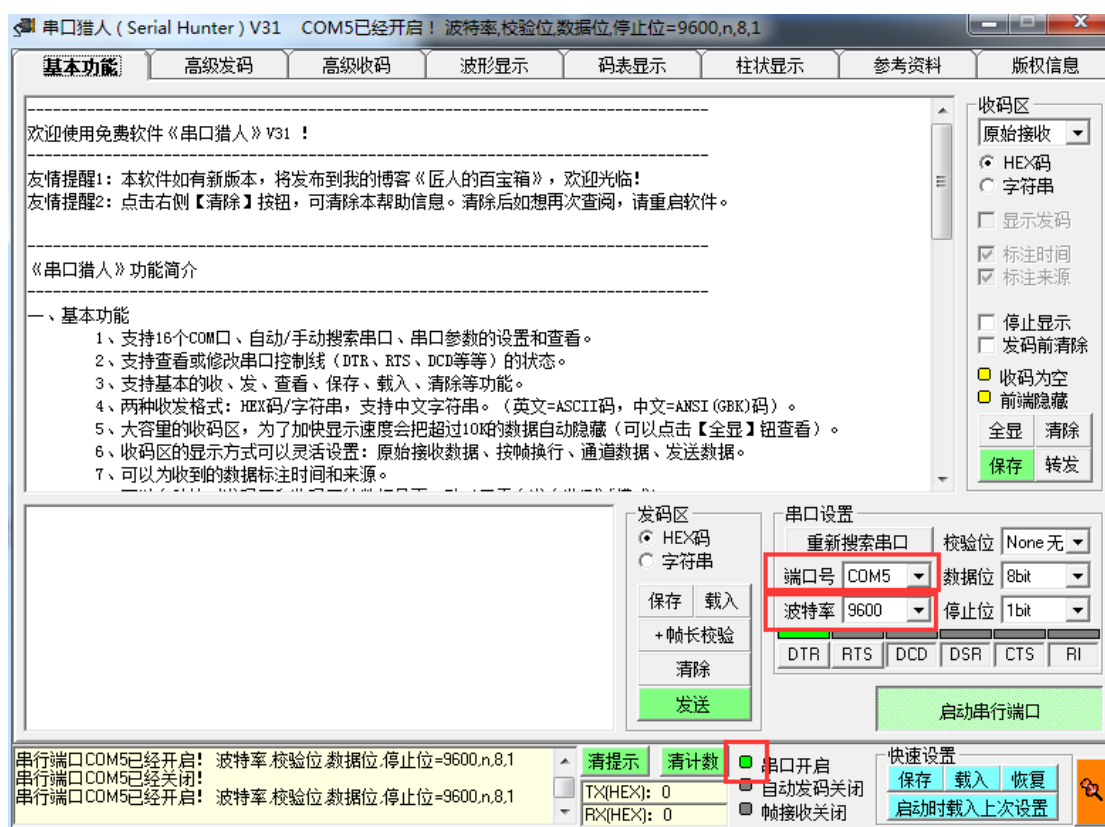 串口猎人 ( Serial Hunter ) V31 COM5已经开启！波特率,校验位,数据位,停止位=9600,n,8,1
基本功能 高级发码 高级收码 波形显示 码表显示 柱状显示 参考资料 版权信息
欢迎使用免费软件《串口猎人》V31 !
友情提醒1: 本软件如有新版本，将发布到我的博客《匠人的百宝箱》，欢迎光临!
友情提醒2: 点击右侧【清除】按钮，可清除本帮助信息。清除后如想再次查阅，请重启软件。
《串口猎人》功能简介
一、基本功能
1、支持16个COM口、自动/手动搜索串口、串口参数的设置和查看。
2、支持查看或修改串口控制线（DTR、RTS、DCD等等）的状态。
3、支持基本的收、发、查看、保存、载入、清除等功能。
4、两种收发格式: HEX码/字符串，支持中文字符串。（英文=ASCII码，中文=ANSI(GBK)码）。
5、大容量的收码区，为了加快显示速度会把超过10K的数据自动隐藏（可以点击【全显】钮查看）。
6、收码区的显示方式可以灵活设置: 原始接收数据、按帧换行、通道数据、发送数据。
7、可以为收到的数据标注时间和来源。
收码区
原始接收
HEX码
字符串
显示发码
标注时间
标注来源
停止显示
发码前清除
收码为空
前端隐藏
全显 清除
保存 转发
发码区
HEX码
字符串
保存 载入
+帧长校验
清除
发送
串口设置
重新搜索串口 校验位 None 无
端口号 COM5 数据位 8bit
波特率 9600 停止位 1bit
DTR RTS DCD DSR CTS RI
启动串行端口
串行端口COM5已经开启! 波特率,校验位,数据位,停止位=9600,n,8,1
串行端口COM5已经关闭!
串行端口COM5已经开启! 波特率,校验位,数据位,停止位=9600,n,8,1
清提示 清计数
TX(HEX): 0
RX(HEX): 0
串口开启
自动发码关闭
帧接收关闭
快速设置
保存 载入 恢复
启动时载入上次设置